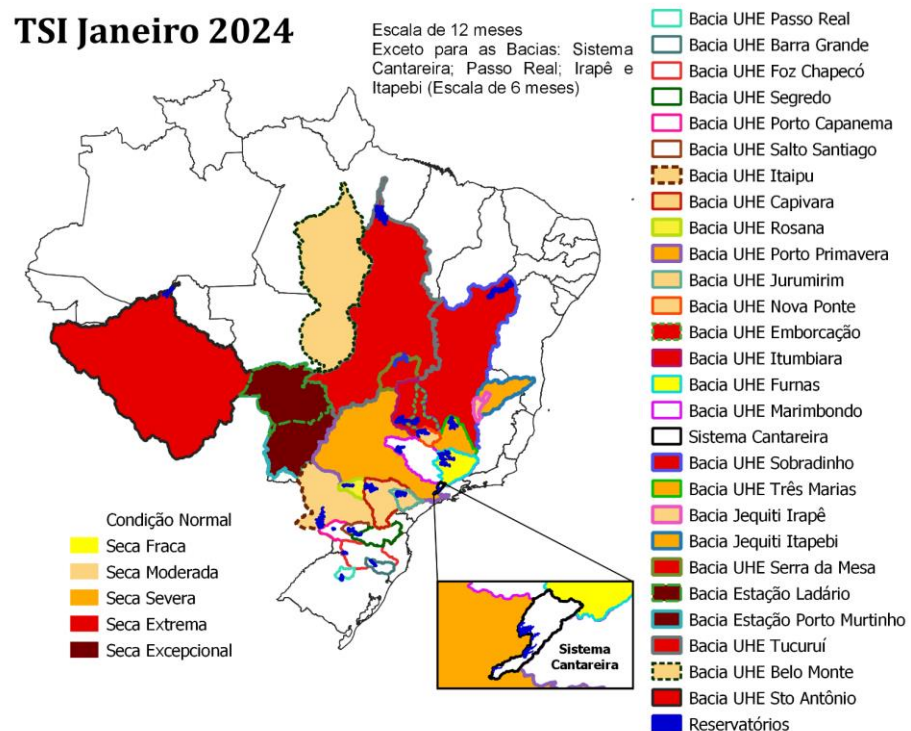 TSI Janeiro 2024
Escala de 12 meses
Exceto para as Bacias: Sistema
Cantareira; Passo Real; Irapê e
Itapebi (Escala de 6 meses)
Bacia UHE Passo Real
Bacia UHE Barra Grande
Bacia UHE Foz Chapecó
Bacia UHE Segredo
Bacia UHE Porto Capanema
Bacia UHE Salto Santiago
Bacia UHE Itaipu
Bacia UHE Capivara
Bacia UHE Rosana
Bacia UHE Porto Primavera
Bacia UHE Jurumirim
Bacia UHE Nova Ponte
Bacia UHE Emborcação
Bacia UHE Itumbiara
Bacia UHE Furnas
Bacia UHE Marimbondo
Sistema Cantareira
Bacia UHE Sobradinho
Bacia UHE Três Marias
Bacia Jequiti Irapê
Bacia Jequiti Itapebi
Bacia UHE Serra da Mesa
Bacia Estação Ladário
Bacia Estação Porto Murtinho
Bacia UHE Tucuruí
Bacia UHE Belo Monte
Bacia UHE Sto Antônio
Reservatórios
Condição Normal
Seca Fraca
Seca Moderada
Seca Severa
Seca Extrema
Seca Excepcional
Sistema
Cantareira